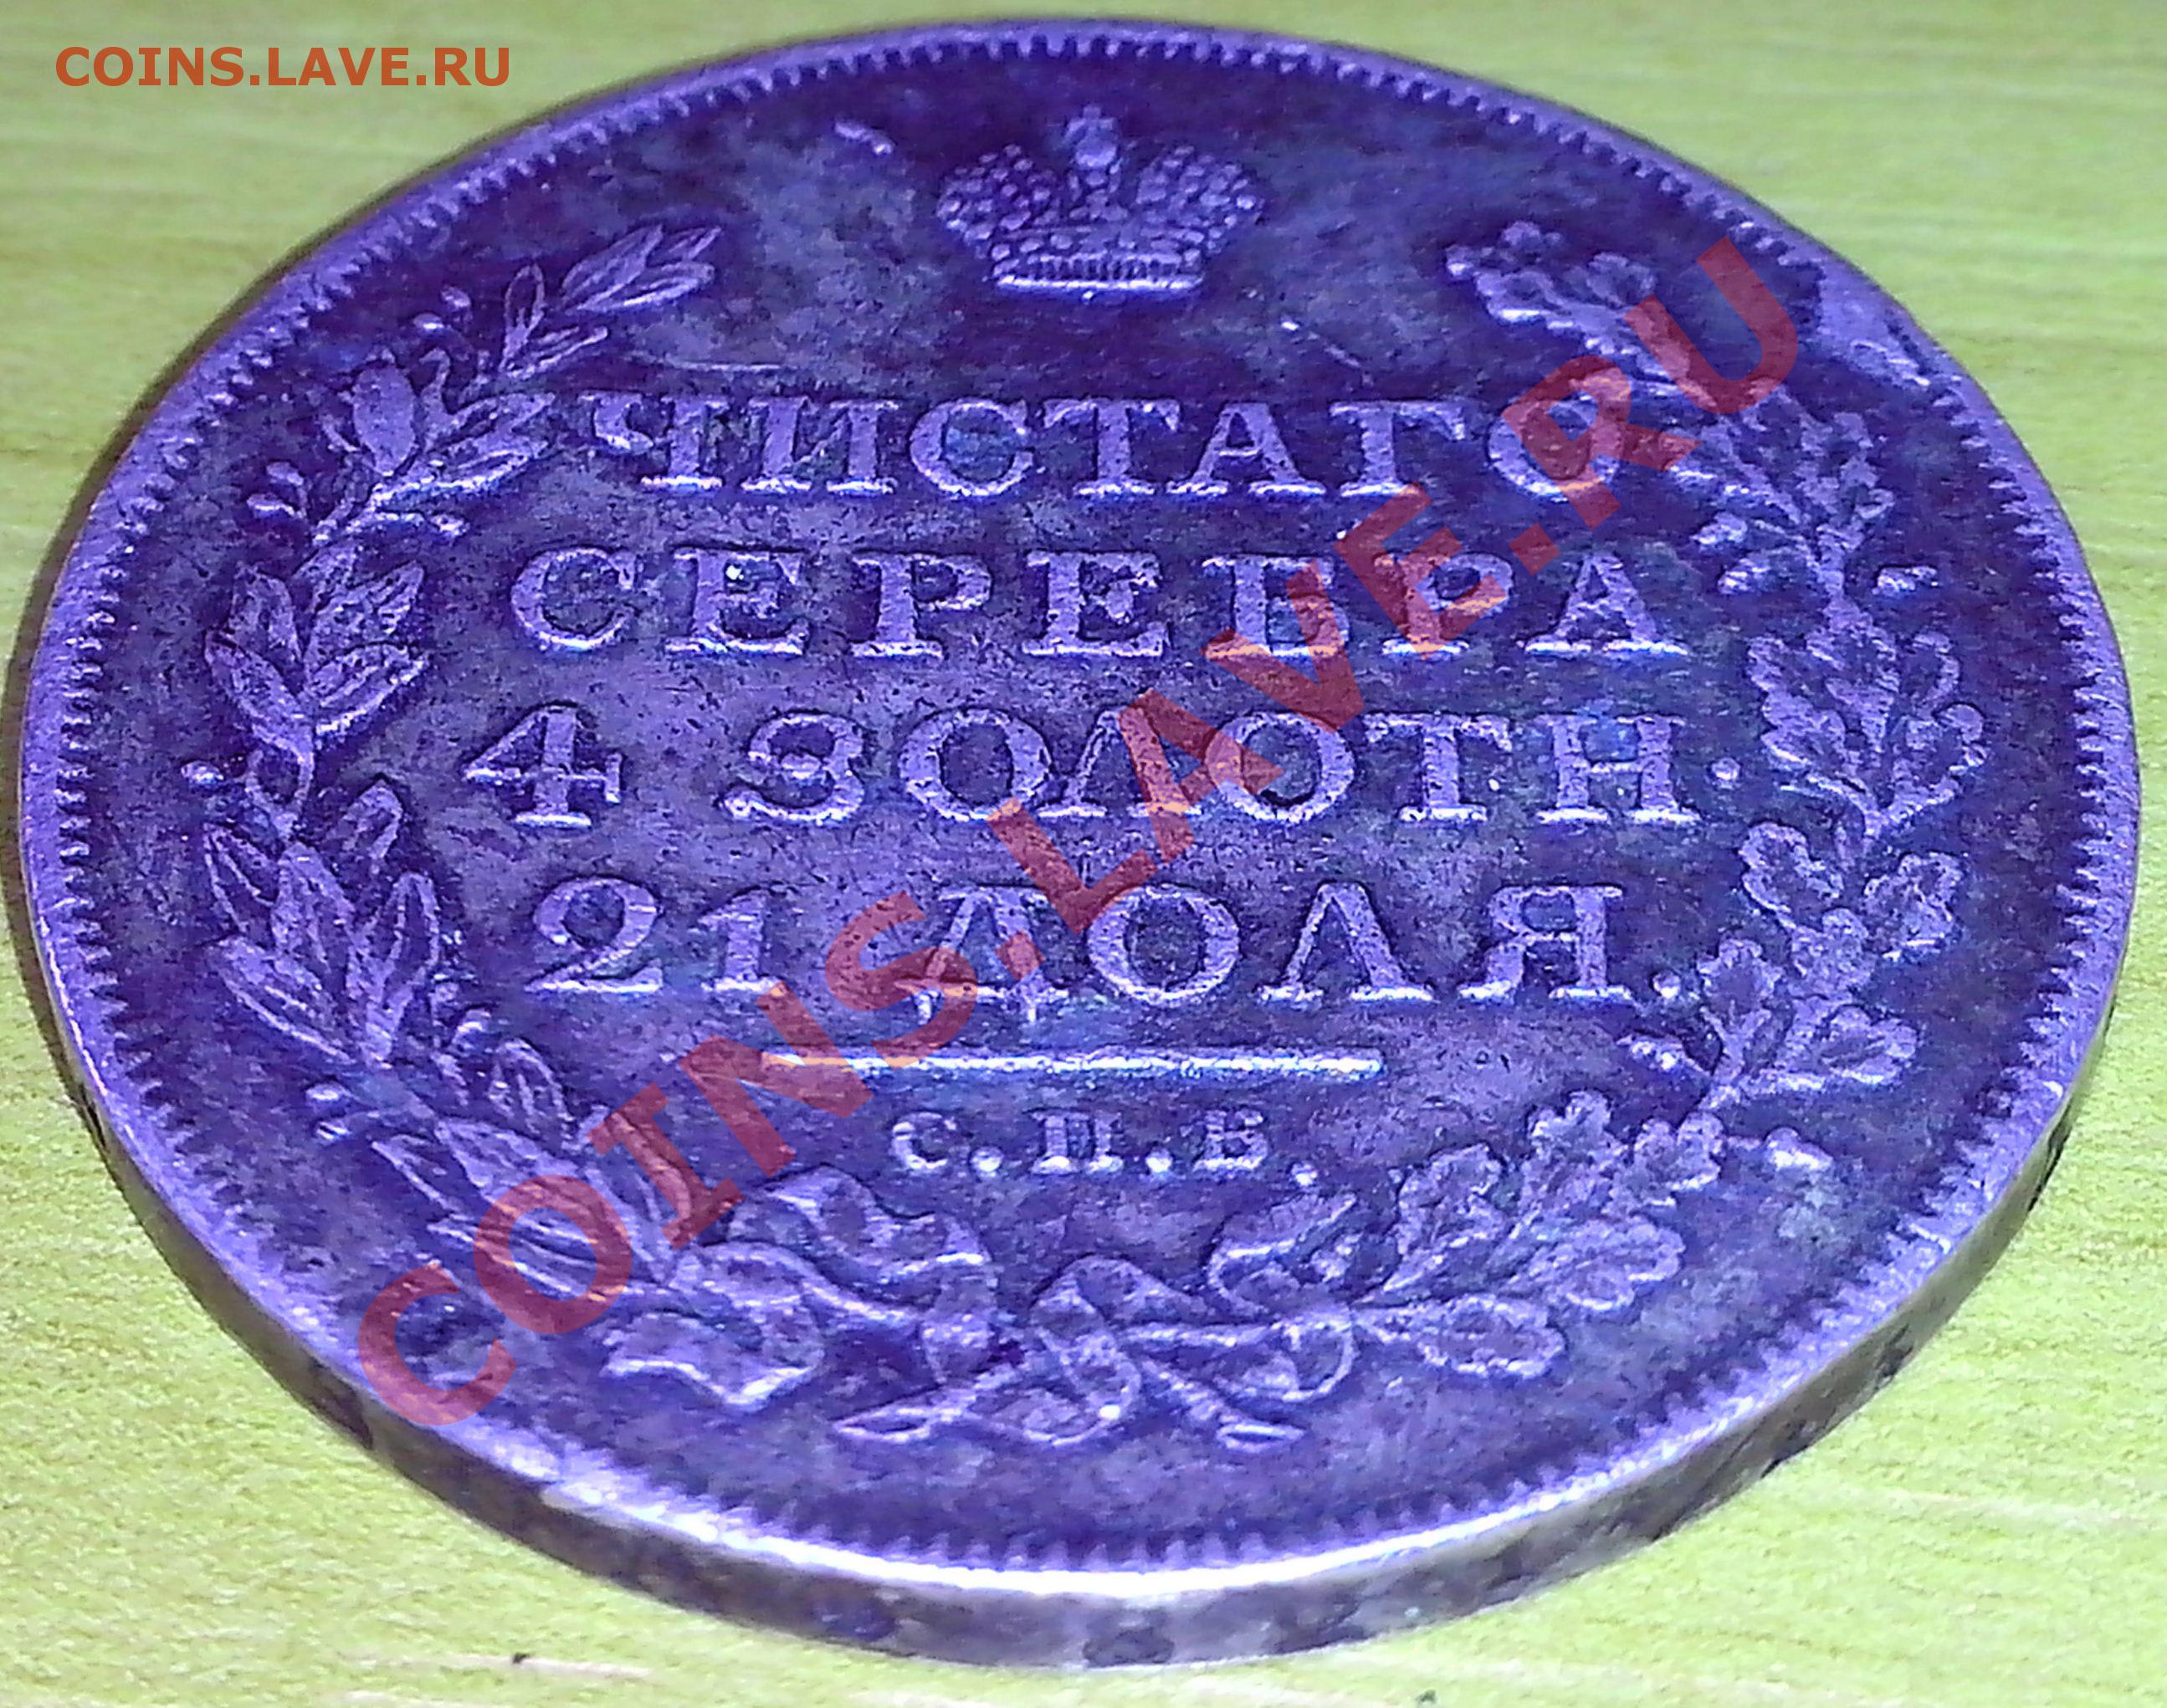 COINS.LAVE.RU
ЧИСТАГО
СЕРЕБРА
4 ЗОЛОТН.
21 ДОЛЯ.
С.П.Б.
COINS.LAVE.RU